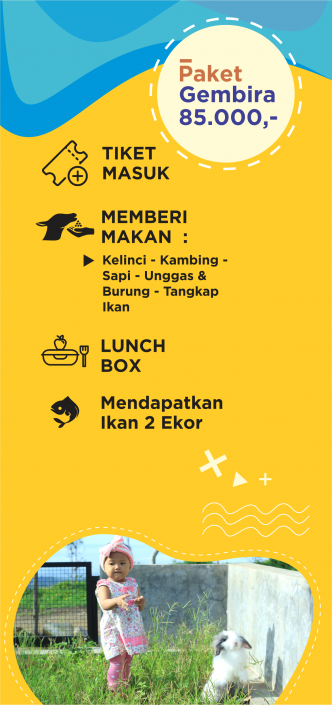 Paket
Gembira
85.000,-
TIKET
MASUK
MEMBERI
MAKAN :
Kelinci - Kambing -
Sapi - Unggas &
Burung - Tangkap
Ikan
LUNCH
BOX
Mendapatkan
Ikan 2 Ekor